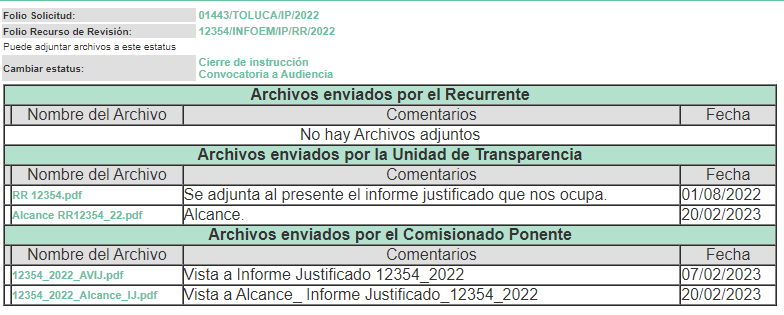 Folio Solicitud: 01443/TOLUCA/IP/2022
Folio Recurso de Revisión: 12354/INFOEM/IP/RR/2022
Puede adjuntar archivos a este estatus
Cambiar estatus: Cierre de instrucción
Convocatoria a Audiencia
Archivos enviados por el Recurrente
Nombre del Archivo Comentarios Fecha
No hay Archivos adjuntos
Archivos enviados por la Unidad de Transparencia
Nombre del Archivo Comentarios Fecha
RR 12354.pdf Se adjunta al presente el informe justificado que nos ocupa. 01/08/2022
Alcance RR12354_22.pdf Alcance. 20/02/2023
Archivos enviados por el Comisionado Ponente
Nombre del Archivo Comentarios Fecha
12354_2022_AVIJ.pdf Vista a Informe Justificado 12354_2022 07/02/2023
12354_2022_Alcance_IJ.pdf Vista a Alcance_ Informe Justificado_12354_2022 20/02/2023